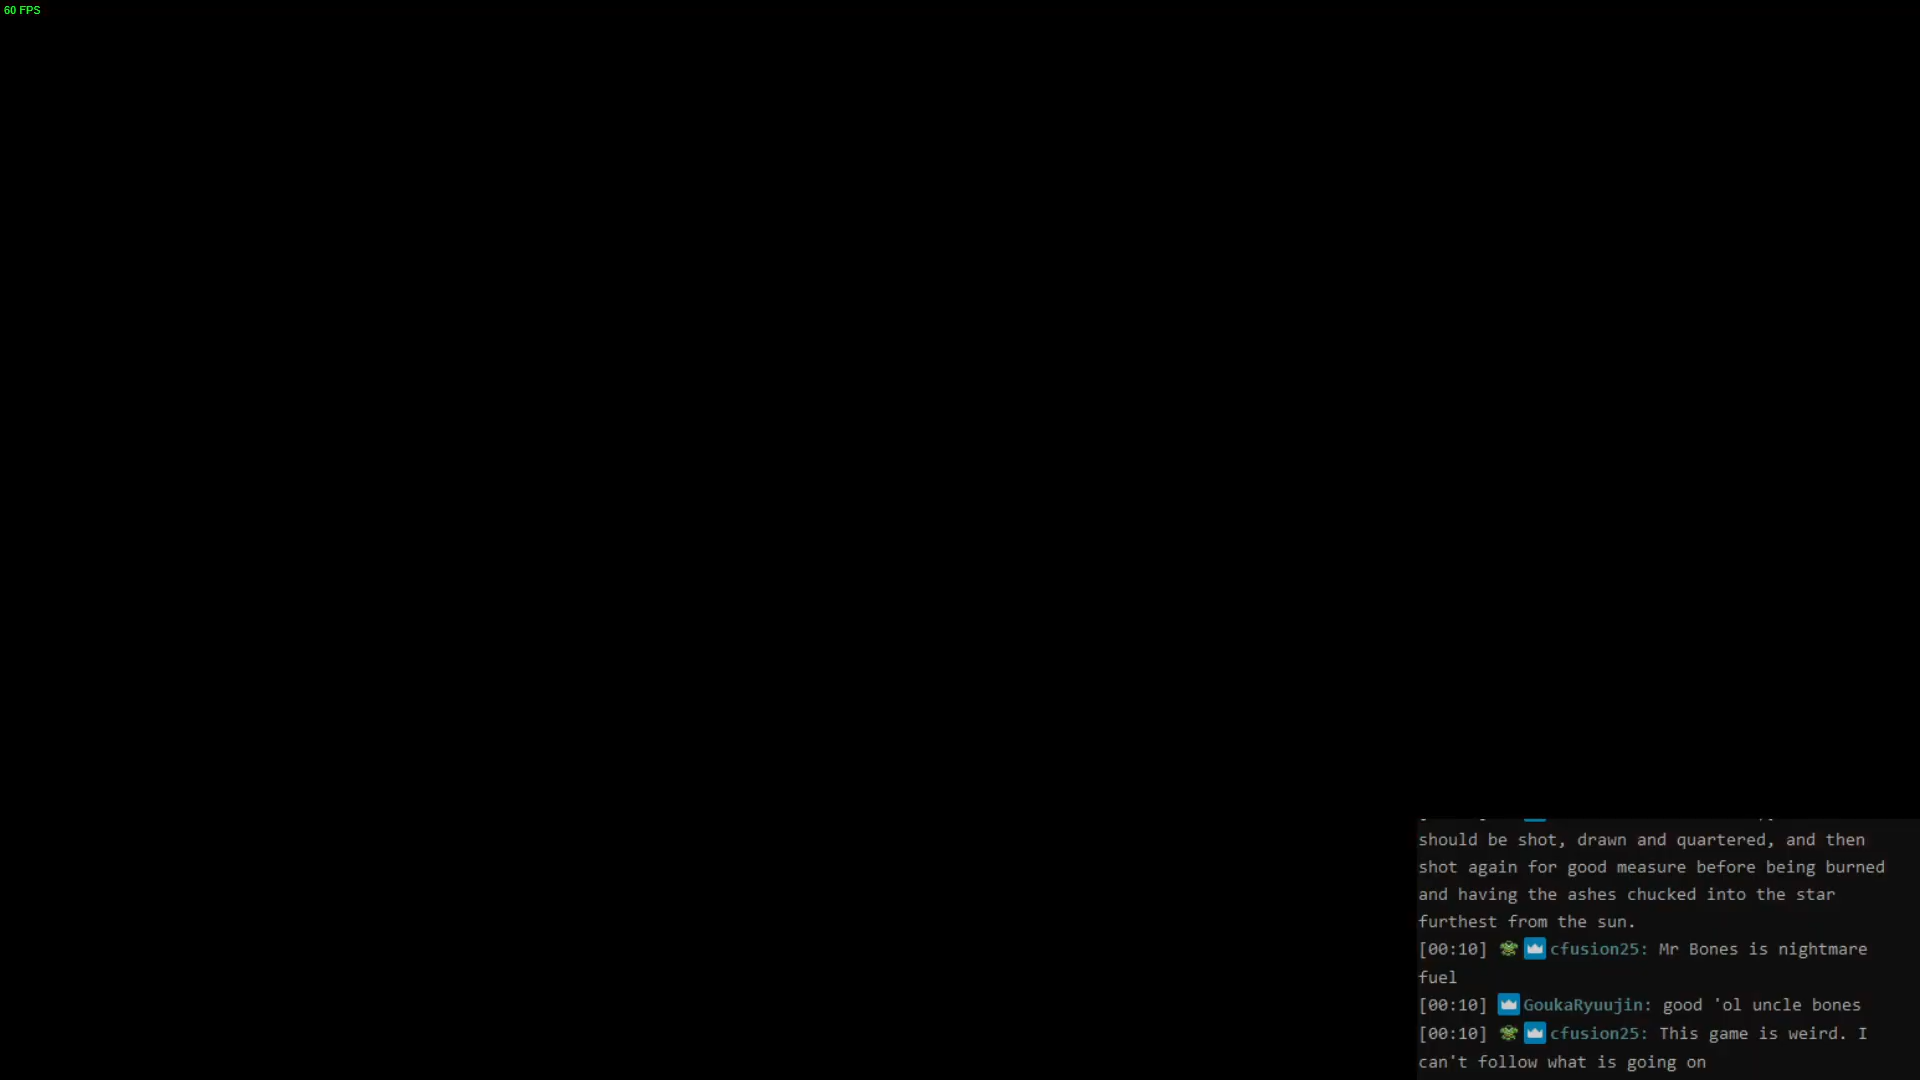 60 FPS
should be shot, drawn and quartered, and then
shot again for good measure before being burned
and having the ashes chucked into the star
furthest from the sun.
[00:10] cfusion25: Mr Bones is nightmare
fuel
[00:10] GoukaRyuujin: good 'ol uncle bones
[00:10] cfusion25: This game is weird. I
can't follow what is going on